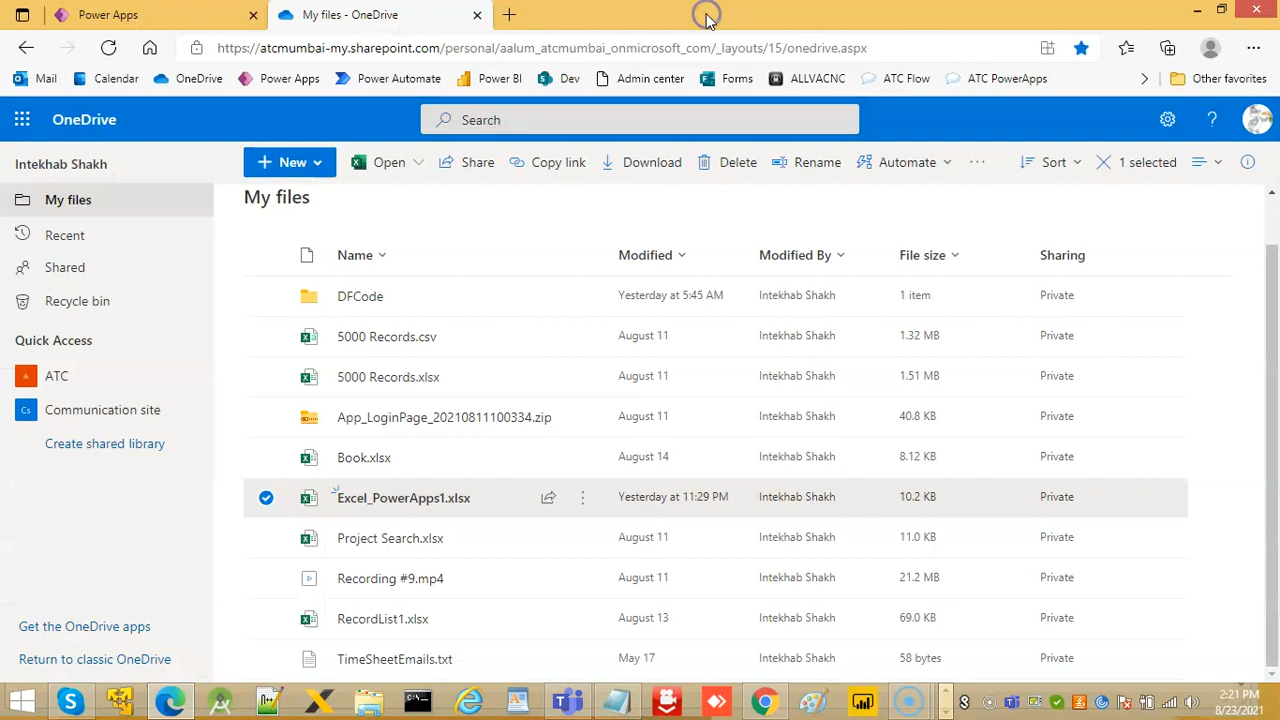 Power Apps
My files - OneDrive
https://atcmumbai-my.sharepoint.com/personal/aalum_atcmumbai_onmicrosoft_com/_layouts/15/onedrive.aspx
Mail Calendar OneDrive Power Apps Power Automate Power BI Dev Admin center Forms ALLVACNC ATC Flow ATC PowerApps Other favorites
OneDrive
Search
Intekhab Shakh
New Open Share Copy link Download Delete Rename Automate Sort 1 selected
My files
Recent
Shared
Recycle bin
Quick Access
ATC
Cs Communication site
Create shared library
Get the OneDrive apps
Return to classic OneDrive
My files
Name Modified Modified By File size Sharing
DFCode Yesterday at 5:45 AM Intekhab Shakh 1 item Private
5000 Records.csv August 11 Intekhab Shakh 1.32 MB Private
5000 Records.xlsx August 11 Intekhab Shakh 1.51 MB Private
App_LoginPage_20210811100334.zip August 11 Intekhab Shakh 40.8 KB Private
Book.xlsx August 14 Intekhab Shakh 8.12 KB Private
Excel_PowerApps1.xlsx Yesterday at 11:29 PM Intekhab Shakh 10.2 KB Private
Project Search.xlsx August 11 Intekhab Shakh 11.0 KB Private
Recording #9.mp4 August 11 Intekhab Shakh 21.2 MB Private
RecordList1.xlsx August 13 Intekhab Shakh 69.0 KB Private
TimeSheetEmails.txt May 17 Intekhab Shakh 58 bytes Private
2:21 PM
8/23/2021